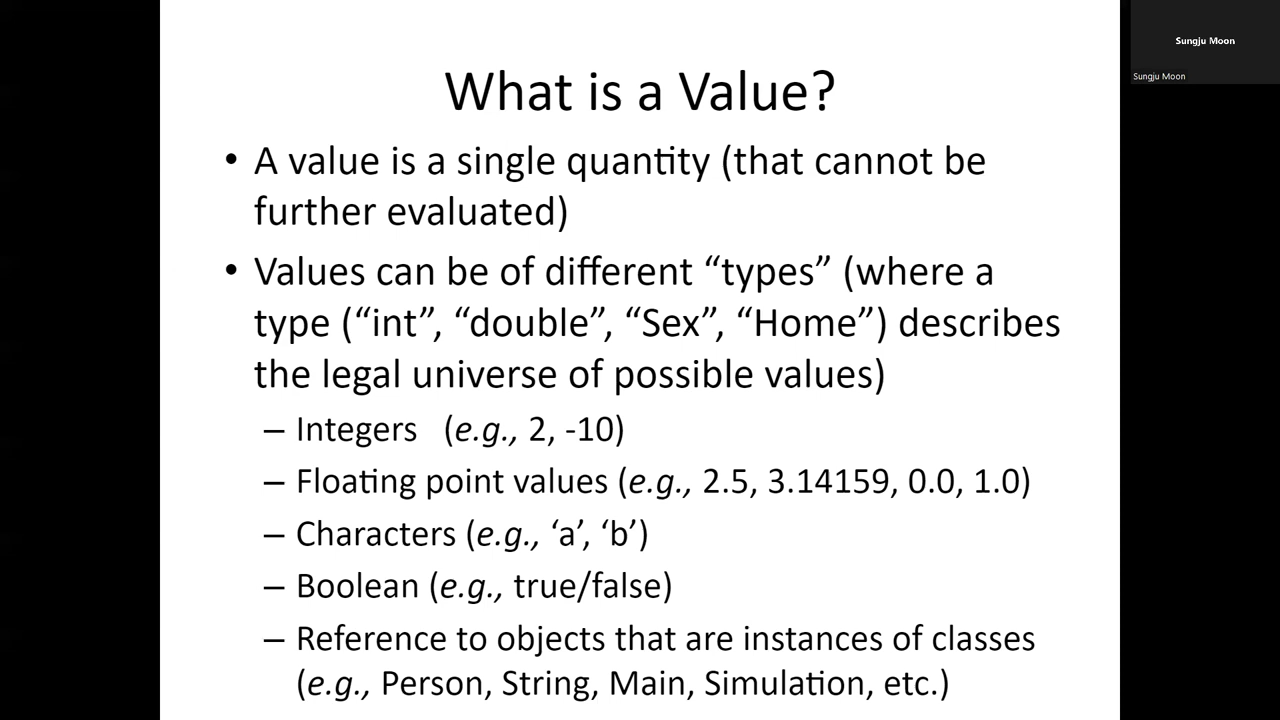 What is a Value?
• A value is a single quantity (that cannot be
further evaluated)
• Values can be of different “types” (where a
type (“int”, “double”, “Sex”, “Home”) describes
the legal universe of possible values)
– Integers   (e.g., 2, -10)
– Floating point values (e.g., 2.5, 3.14159, 0.0, 1.0)
– Characters (e.g., ‘a’, ‘b’)
– Boolean (e.g., true/false)
– Reference to objects that are instances of classes
(e.g., Person, String, Main, Simulation, etc.)
Sungju Moon
Sungju Moon